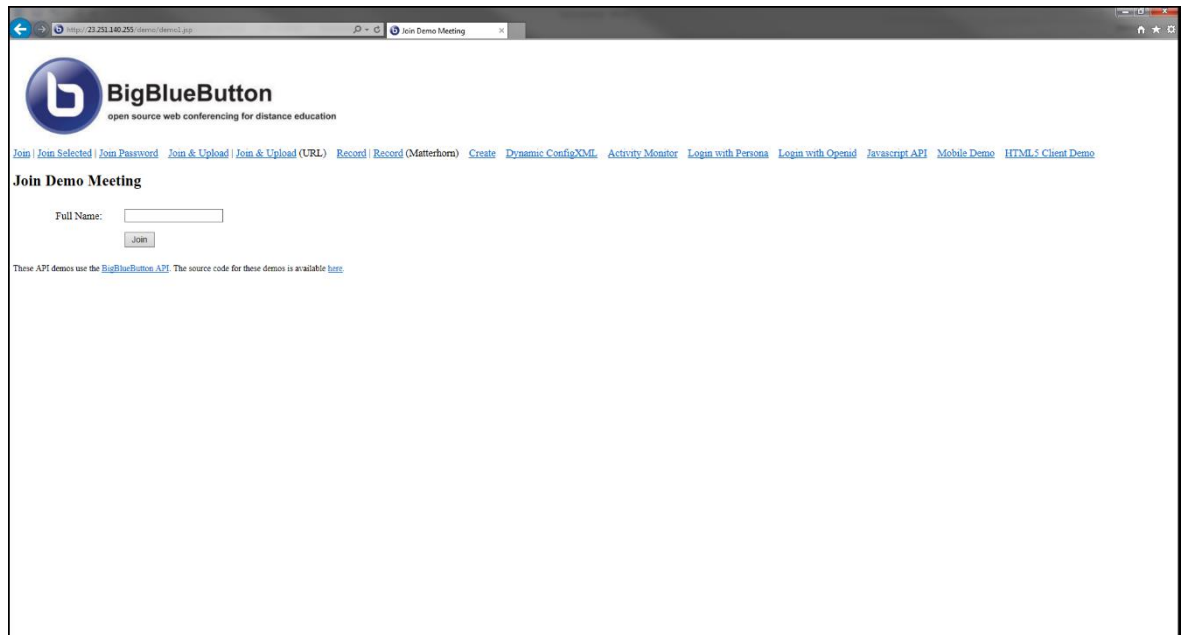 http://23.251.140.255/demo/demo1.jsp
Join Demo Meeting
BigBlueButton
open source web conferencing for distance education
Join | Join Selected | Join Password Join & Upload | Join & Upload (URL) Record | Record (Matterhorn) Create Dynamic ConfigXML Activity Monitor Login with Persona Login with Openid Javascript API Mobile Demo HTML5 Client Demo
Join Demo Meeting
Full Name:
Join
These API demos use the BigBlueButton API. The source code for these demos is available here.